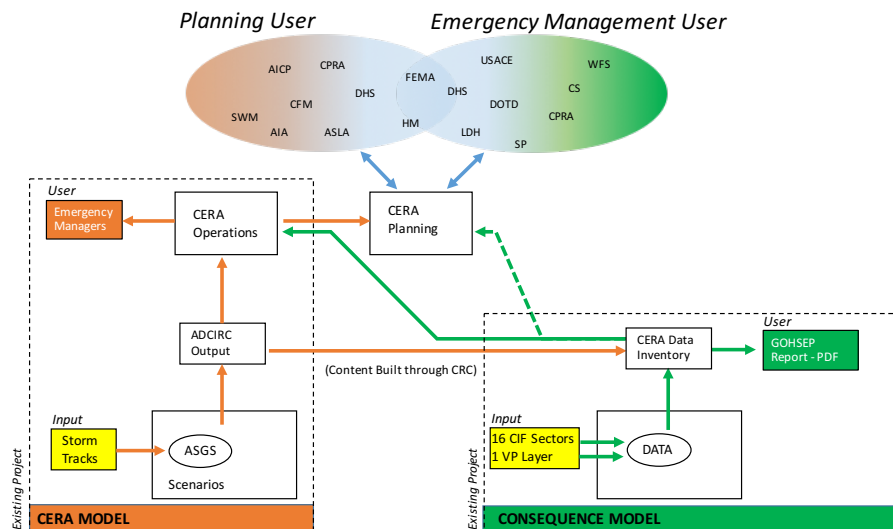 Planning User
Emergency Management User
AICP
CPRA
DHS
CFM
SWM
AIA
ASLA
FEMA
DHS
HM
USACE
WFS
CS
DOTD
CPRA
LDH
SP
User
Emergency
Managers
CERA
Operations
CERA
Planning
ADCIRC
Output
(Content Built through CRC)
CERA Data
Inventory
User
GOHSEP
Report - PDF
Input
Storm
Tracks
ASGS
Scenarios
Input
16 CIF Sectors
1 VP Layer
DATA
Existing Project
CERA MODEL
Existing Project
CONSEQUENCE MODEL